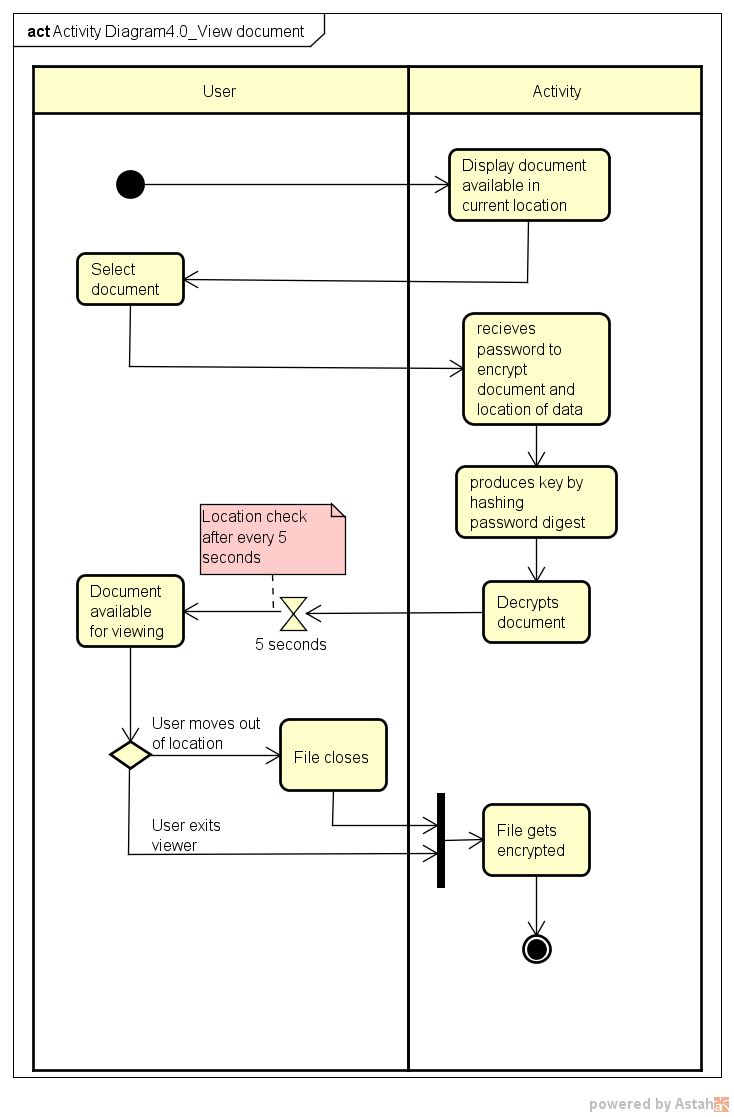 act Activity Diagram4.0_View document
User
Activity
Display document
available in
current location
Select
document
recieves
password to
encrypt
document and
location of data
produces key by
hashing
password digest
Location check
after every 5
seconds
Document
available
for viewing
5 seconds
Decrypts
document
User moves out
of location
File closes
User exits
viewer
File gets
encrypted
powered by Astah